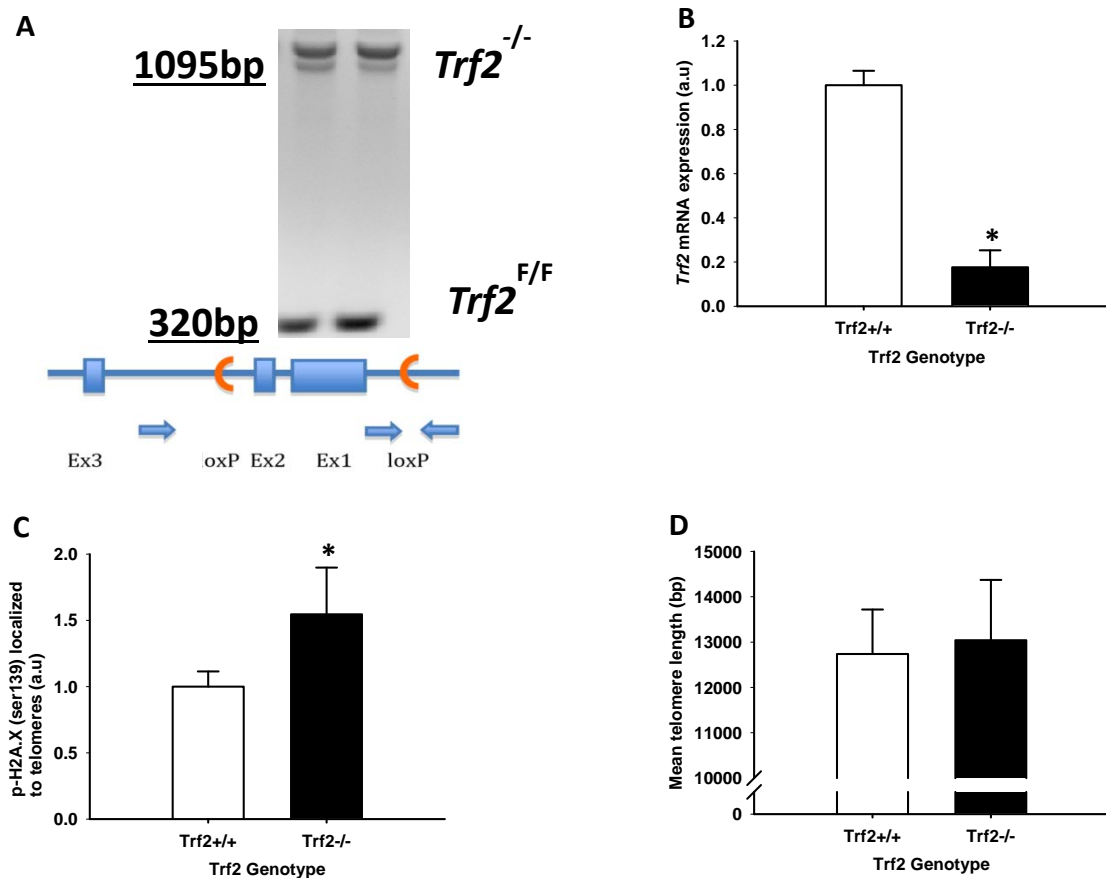 A
1095bp
Trf2 -/-
320bp
Trf2 F/F
Ex3 oxP Ex2 Ex1 loxP
B
Trf2 mRNA expression (a.u)
1.2
1.0
0.8
0.6
0.4
0.2
0.0
*
Trf2+/+ Trf2-/-
Trf2 Genotype
C
p-H2A.X (ser139) localized
to telomeres (a.u)
2.0
1.5
1.0
0.5
0.0
*
Trf2+/+ Trf2-/-
Trf2 Genotype
D
Mean telomere length (bp)
15000
14000
13000
12000
11000
10000
0
Trf2+/+ Trf2-/-
Trf2 Genotype